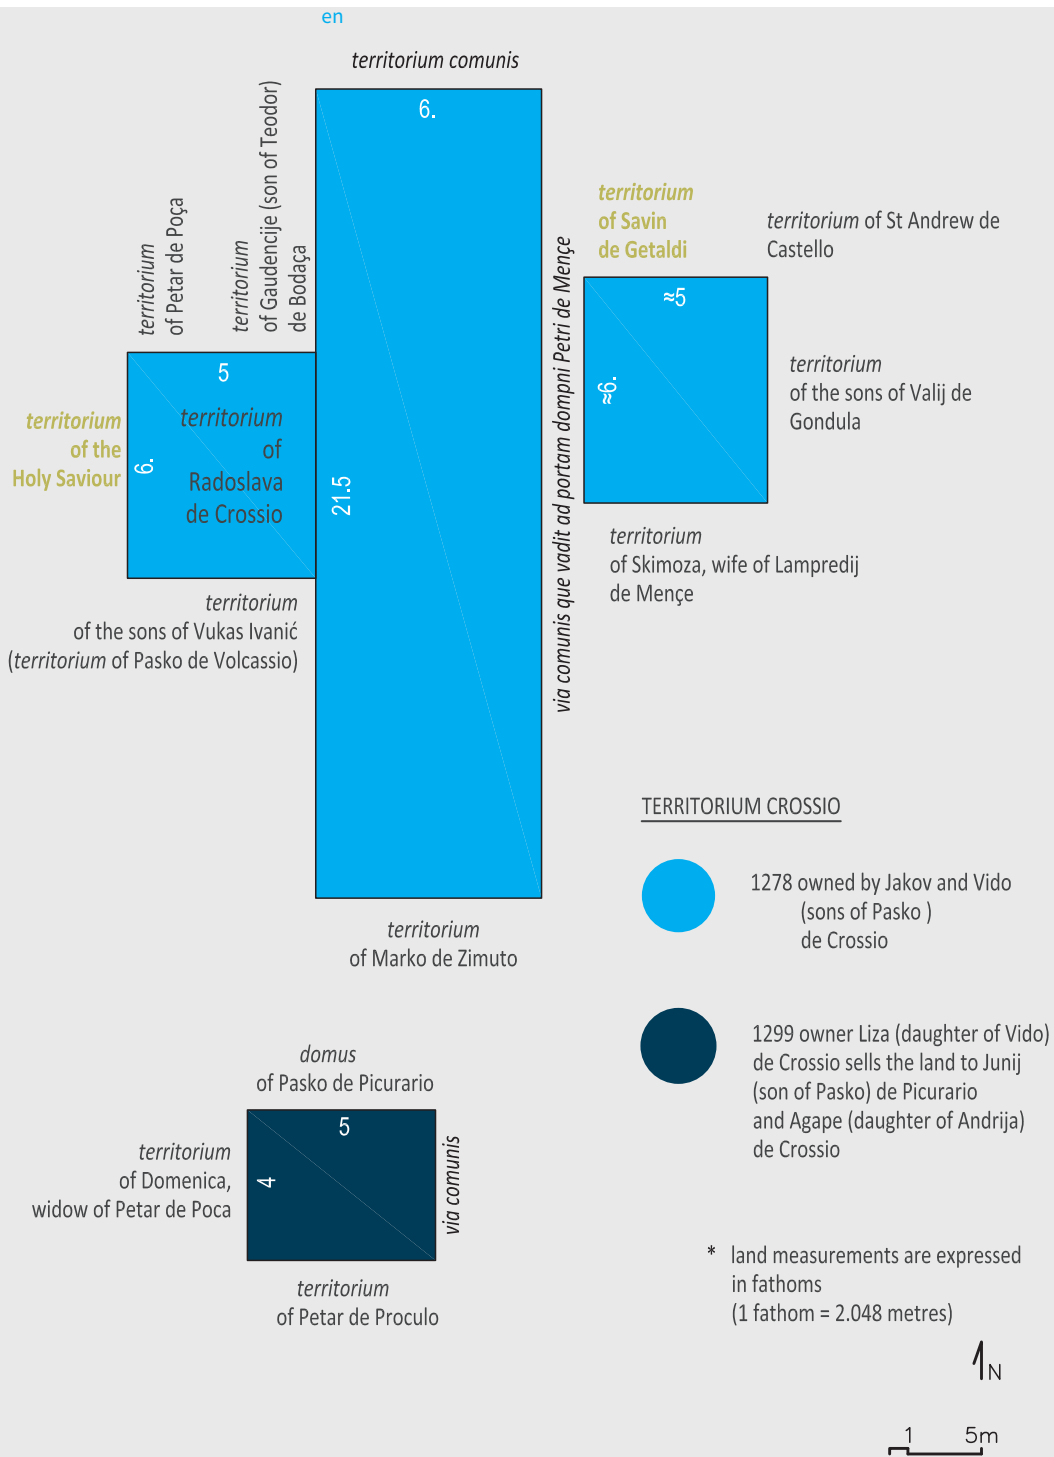 en
territorium comunis
6.
territorium
of Petar de Poça
territorium
of Gaudencije (son of Teodor)
de Bodaça
territorium
of Savin
de Getaldi
territorium of St Andrew de
Castello
via comunis que vadit ad portam dompni Petri de Mençe
≈5
≈6.
territorium
of the sons of Valij de
Gondula
5
6.
territorium
of the
Holy Saviour
territorium
of
Radoslava
de Crossio
21.5
territorium
of Skimoza, wife of Lampredij
de Mençe
territorium
of the sons of Vukas Ivanić
(territorium of Pasko de Volcassio)
territorium
of Marko de Zimuto
TERRITORIUM CROSSIO
1278 owned by Jakov and Vido
(sons of Pasko )
de Crossio
1299 owner Liza (daughter of Vido)
de Crossio sells the land to Junij
(son of Pasko) de Picurario
and Agape (daughter of Andrija)
de Crossio
domus
of Pasko de Picurario
5
4
territorium
of Domenica,
widow of Petar de Poca
via comunis
territorium
of Petar de Proculo
* land measurements are expressed
in fathoms
(1 fathom = 2.048 metres)
N
1 5m